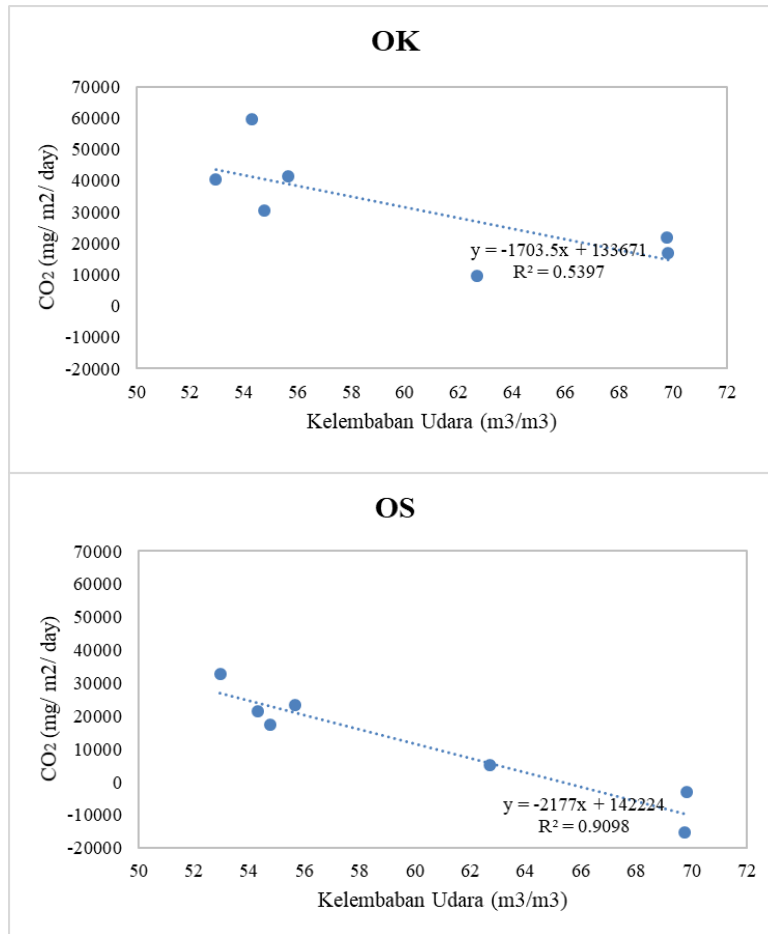 OK
70000
60000
50000
40000
30000
20000
10000
0
-10000
-20000
CO2 (mg/ m2/ day)
y = -1703.5x + 133671
R² = 0.5397
50 52 54 56 58 60 62 64 66 68 70 72
Kelembaban Udara (m3/m3)
OS
70000
60000
50000
40000
30000
20000
10000
0
-10000
-20000
CO2 (mg/ m2/ day)
y = -2177x + 142224
R² = 0.9098
50 52 54 56 58 60 62 64 66 68 70 72
Kelembaban Udara (m3/m3)